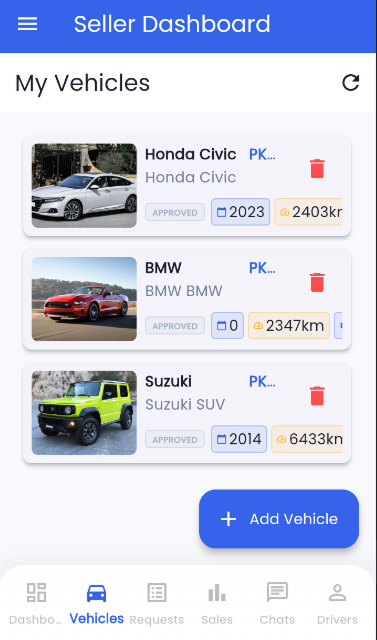 Seller Dashboard
My Vehicles
Honda Civic PK...
Honda Civic
APPROVED 2023 2403kr
BMW PK...
BMW BMW
APPROVED 0 2347km
Suzuki PK...
Suzuki SUV
APPROVED 2014 6433kn
+ Add Vehicle
Dashbo... Vehicles Requests Sales Chats Drivers